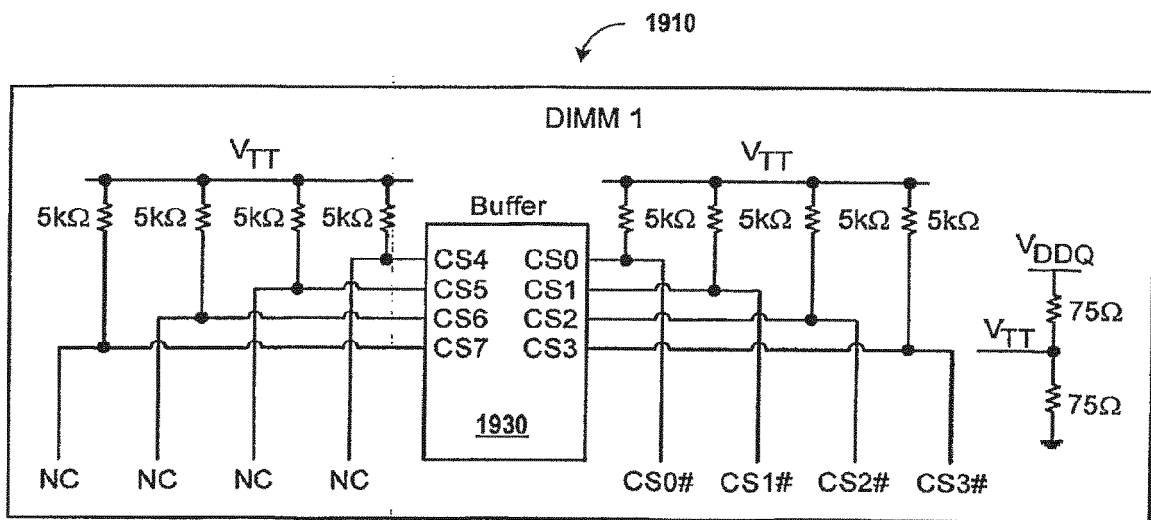 1910
DIMM 1
VTT
VTT
5kΩ 5kΩ 5kΩ 5kΩ
Buffer
5kΩ 5kΩ 5kΩ 5kΩ
CS4 CS0
CS5 CS1
CS6 CS2
CS7 CS3
1930
VDDQ
75Ω
VTT
75Ω
NC NC NC NC
CS0# CS1# CS2# CS3#